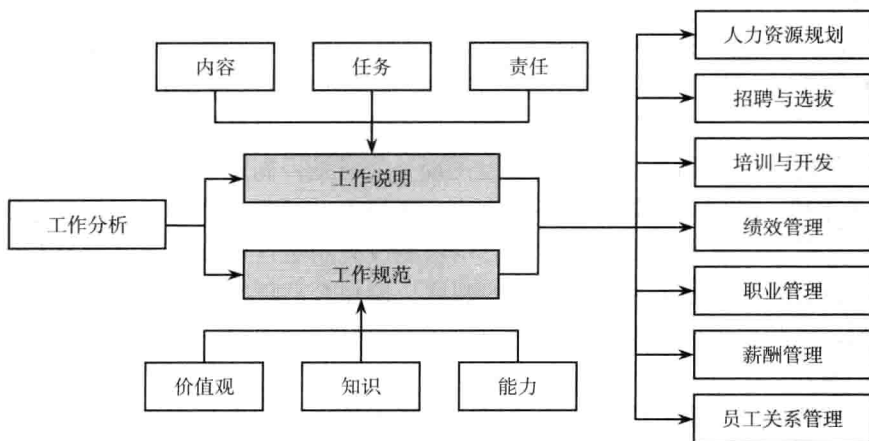 内容
任务
责任
工作说明
工作分析
工作规范
价值观
知识
能力
人力资源规划
招聘与选拔
培训与开发
绩效管理
职业管理
薪酬管理
员工关系管理